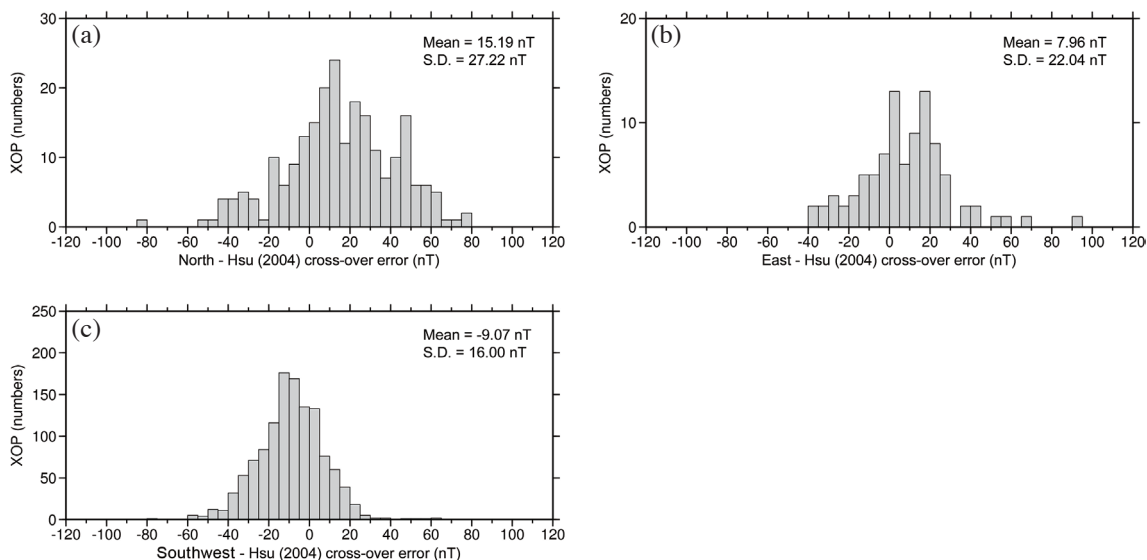 (a)
Mean = 15.19 nT
S.D. = 27.22 nT
XOP (numbers)
30
20
10
0
-120 -100 -80 -60 -40 -20 0 20 40 60 80 100 120
North - Hsu (2004) cross-over error (nT)
(b)
Mean = 7.96 nT
S.D. = 22.04 nT
XOP (numbers)
20
10
0
-120 -100 -80 -60 -40 -20 0 20 40 60 80 100 120
East - Hsu (2004) cross-over error (nT)
(c)
Mean = -9.07 nT
S.D. = 16.00 nT
XOP (numbers)
250
200
150
100
50
0
-120 -100 -80 -60 -40 -20 0 20 40 60 80 100 120
Southwest - Hsu (2004) cross-over error (nT)